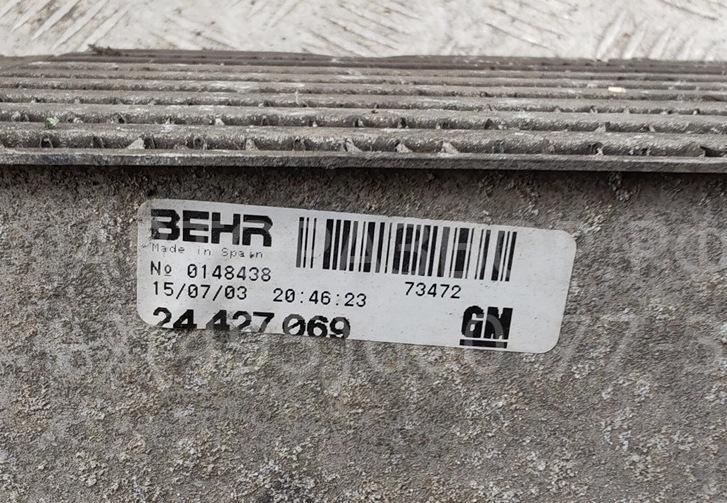 BEHR
Made in Spain
№ 0148438
73472
15/07/03 20:46:23
24 427 069
GM